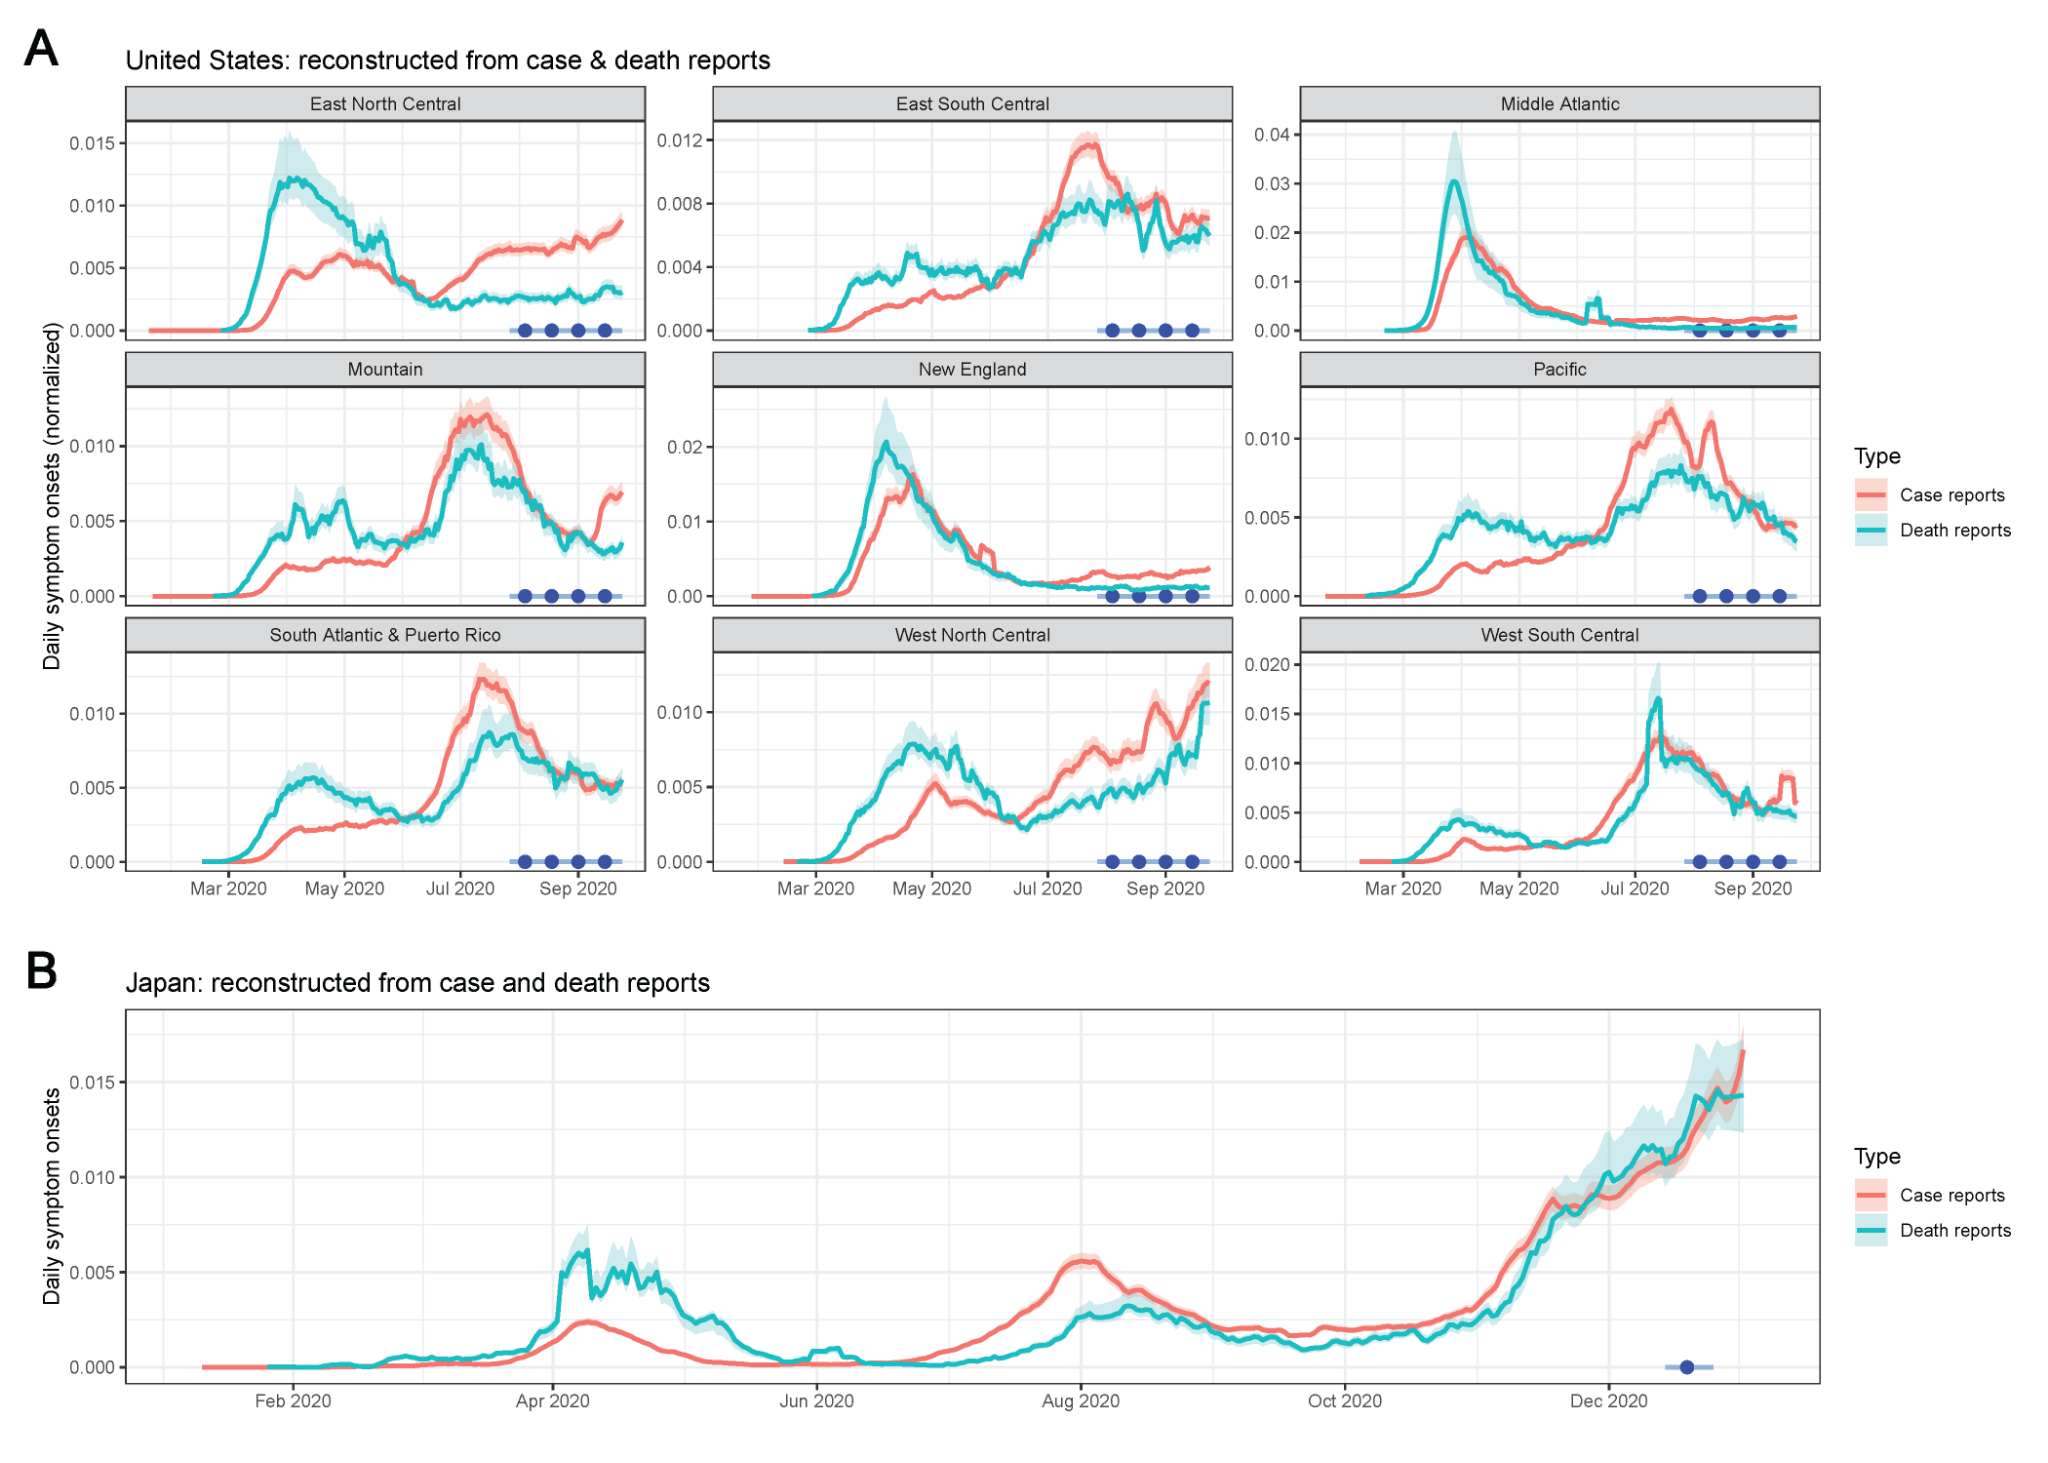 A
United States: reconstructed from case & death reports
East North Central
East South Central
Middle Atlantic
0.015
0.010
0.005
0.000
0.012
0.008
0.004
0.000
0.04
0.03
0.02
0.01
0.00
Daily symptom onsets (normalized)
Mountain
New England
Pacific
0.010
0.005
0.000
0.02
0.01
0.00
0.010
0.005
0.000
Type
Case reports
Death reports
South Atlantic & Puerto Rico
West North Central
West South Central
0.010
0.005
0.000
0.010
0.005
0.000
0.020
0.015
0.010
0.005
0.000
Mar 2020 May 2020 Jul 2020 Sep 2020
Mar 2020 May 2020 Jul 2020 Sep 2020
Mar 2020 May 2020 Jul 2020 Sep 2020
B
Japan: reconstructed from case and death reports
Daily symptom onsets
0.015
0.010
0.005
0.000
Feb 2020 Apr 2020 Jun 2020 Aug 2020 Oct 2020 Dec 2020
Type
Case reports
Death reports